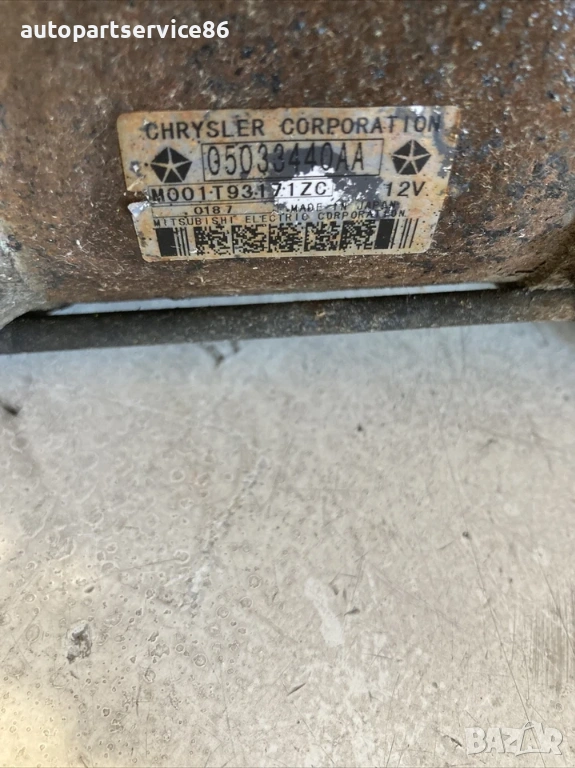 autopartservice86
CHRYSLER CORPORATION
05033440AA
M001T93171ZC 12V
0187 MADE IN JAPAN
MITSUBISHI ELECTRIC CORPORATION
BAZAR